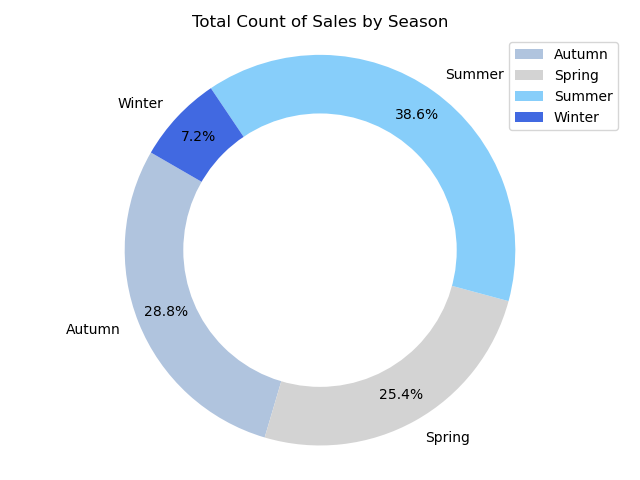 Total Count of Sales by Season
Autumn
Spring
Summer
Winter
Summer
38.6%
Winter
7.2%
Autumn
28.8%
Spring
25.4%